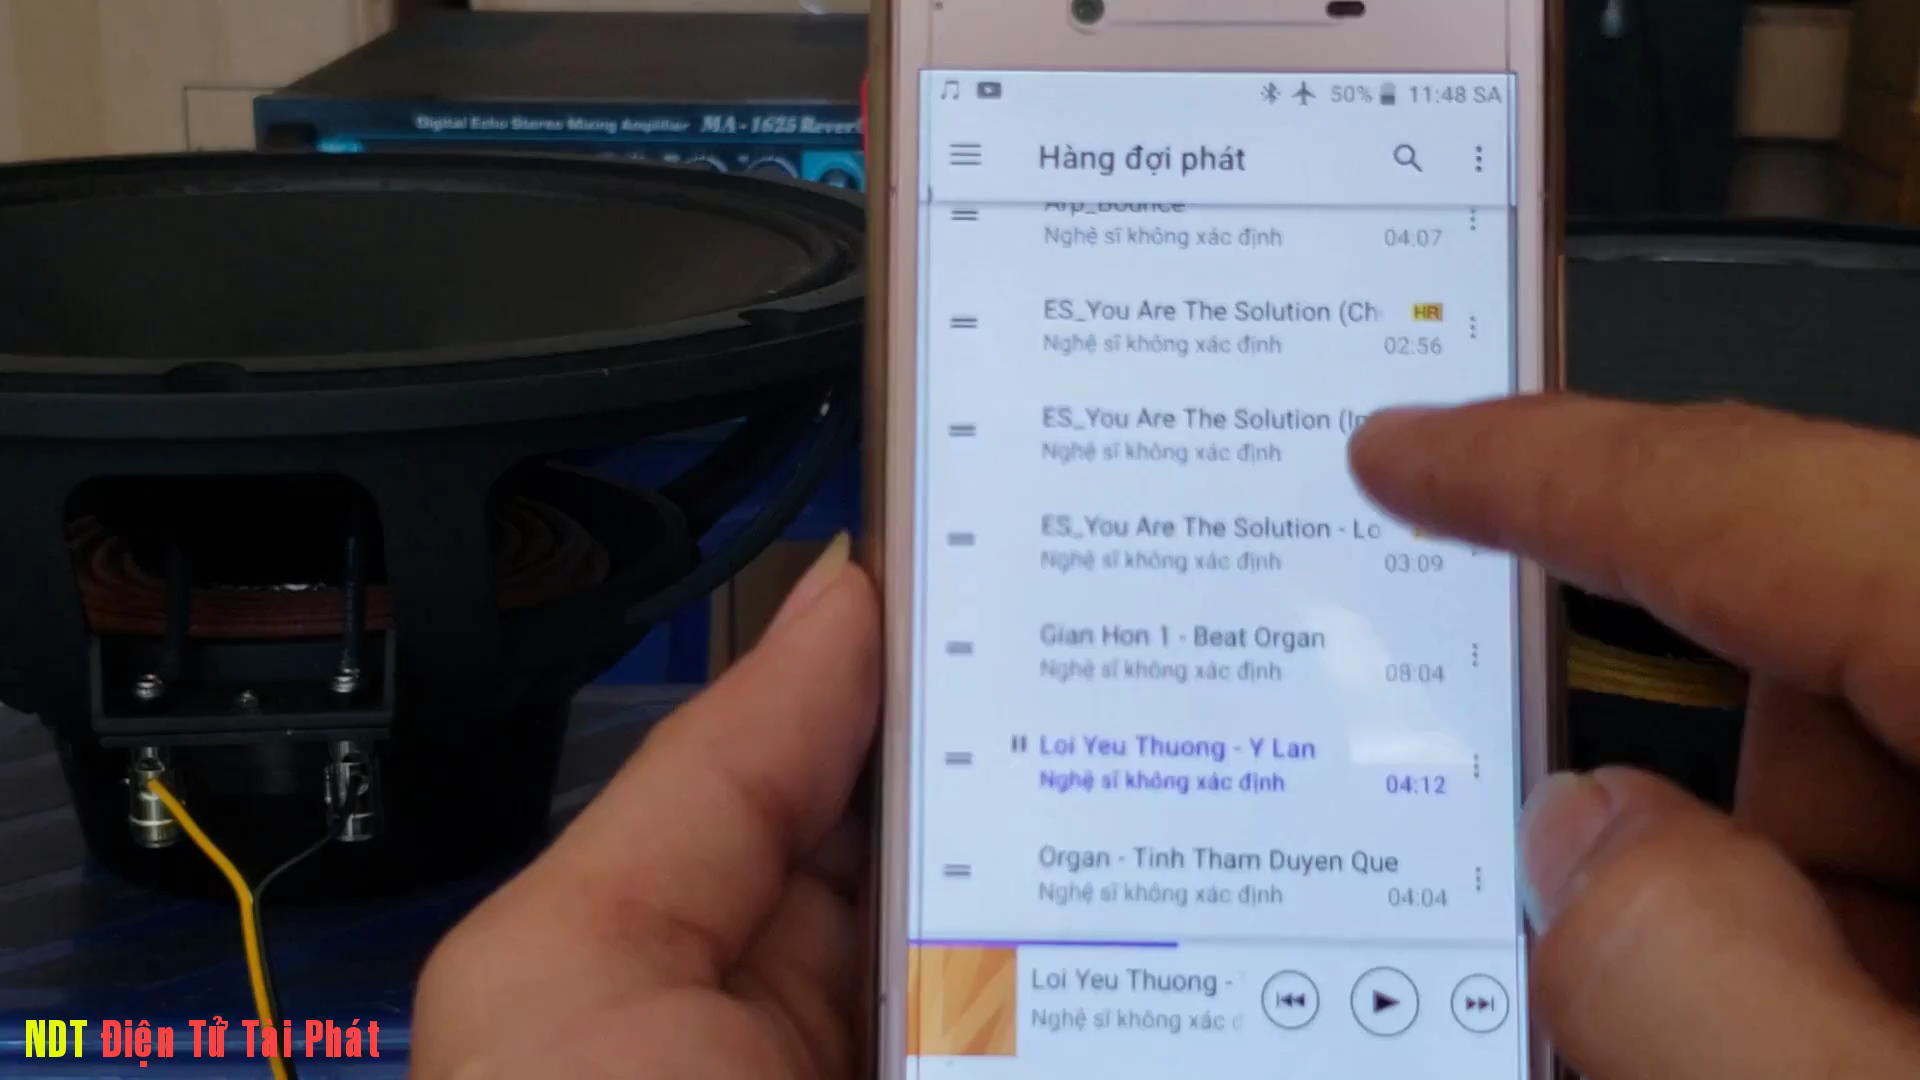 Digital Echo Stereo Mixing Amplifier MA-1625 Rever
50% 11:48 SA
Hàng đợi phát
Arp_Bounce
Nghệ sĩ không xác định 04:07
ES_You Are The Solution (Ch HR
Nghệ sĩ không xác định 02:56
ES_You Are The Solution (In
Nghệ sĩ không xác định
ES_You Are The Solution - Lo
Nghệ sĩ không xác định 03:09
Gian Hon 1 - Beat Organ
Nghệ sĩ không xác định 08:04
Loi Yeu Thuong - Y Lan
Nghệ sĩ không xác định 04:12
Organ - Tinh Tham Duyen Que
Nghệ sĩ không xác định 04:04
Loi Yeu Thuong -
Nghệ sĩ không xác
NDT Điện Tử Tài Phát